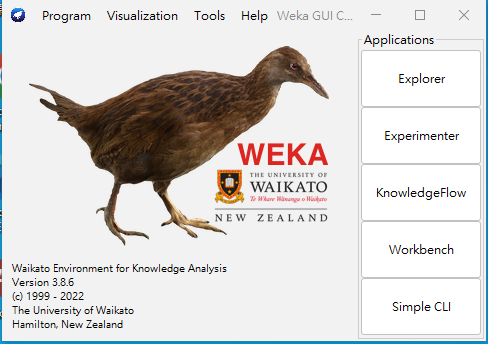 Program Visualization Tools Help Weka GUI C...
Applications
Explorer
Experimenter
KnowledgeFlow
Workbench
Simple CLI
WEKA
THE UNIVERSITY OF
WAIKATO
Te Whare Wānanga o Waikato
NEW ZEALAND
Waikato Environment for Knowledge Analysis
Version 3.8.6
(c) 1999 - 2022
The University of Waikato
Hamilton, New Zealand